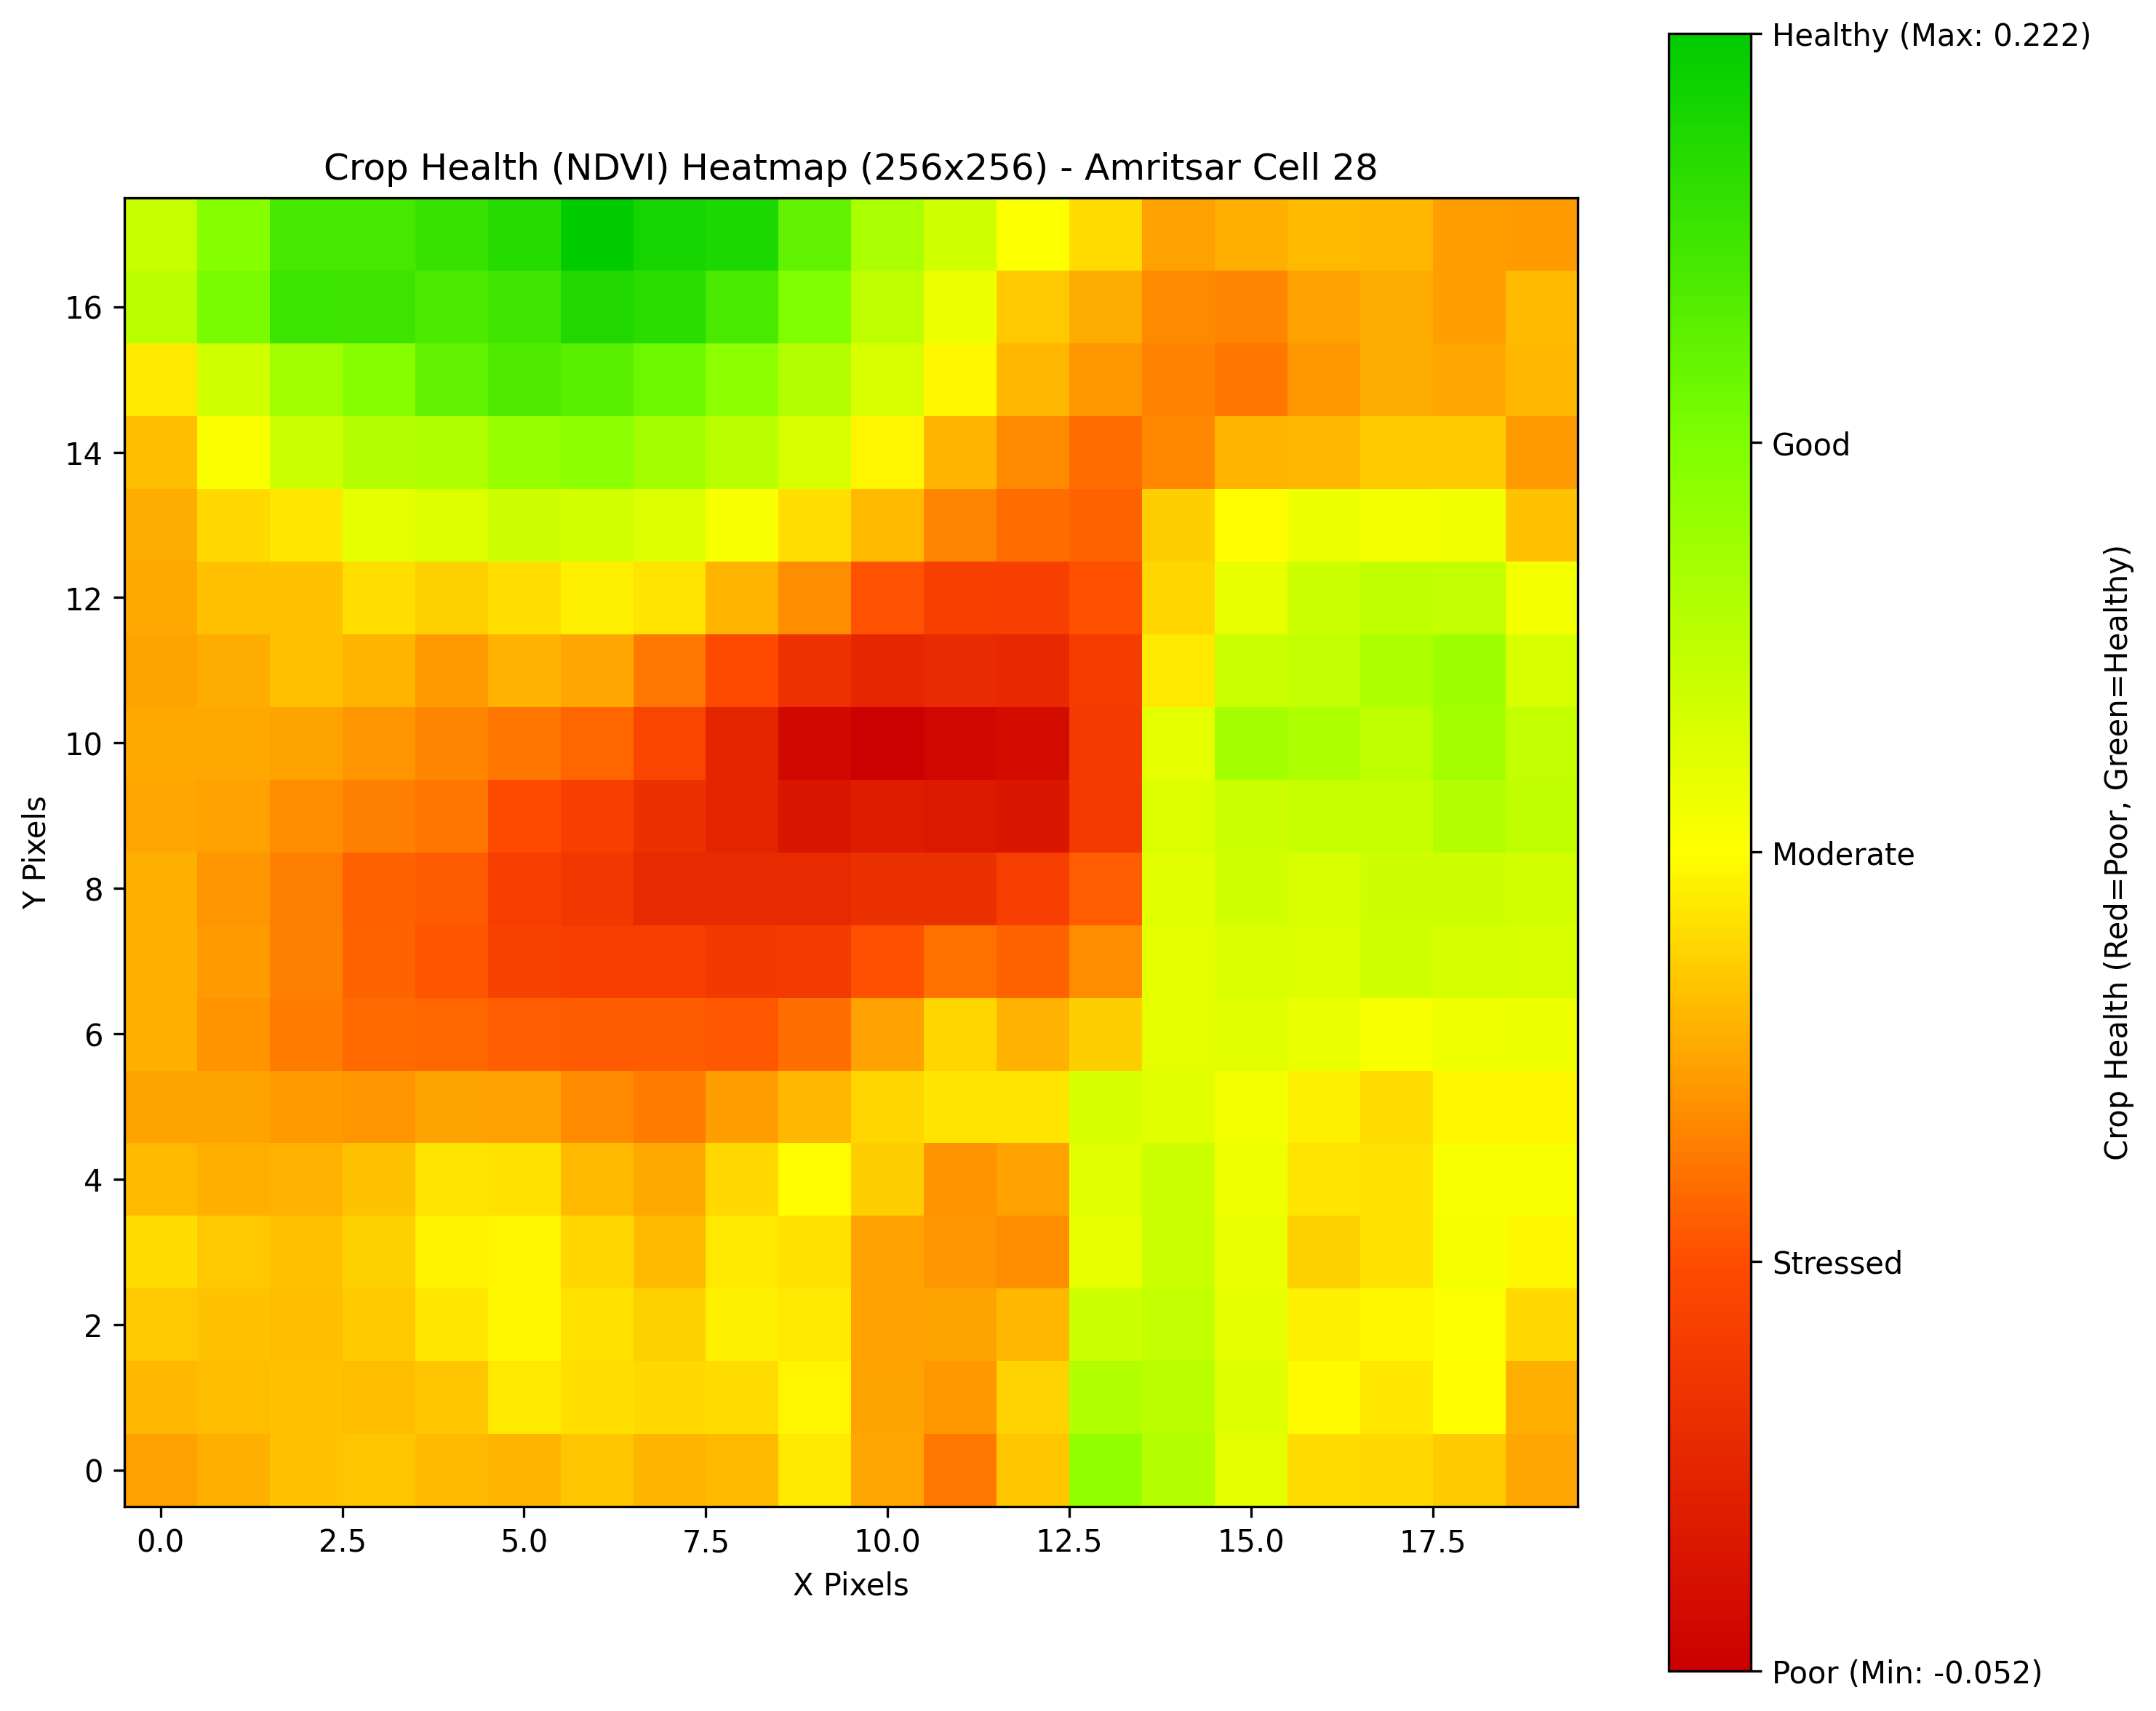 Crop Health (NDVI) Heatmap (256x256) - Amritsar Cell 28
Healthy (Max: 0.222)
Good
Moderate
Stressed
Poor (Min: -0.052)
Crop Health (Red=Poor, Green=Healthy)
Y Pixels
16
14
12
10
8
6
4
2
0
0.0 2.5 5.0 7.5 10.0 12.5 15.0 17.5
X Pixels